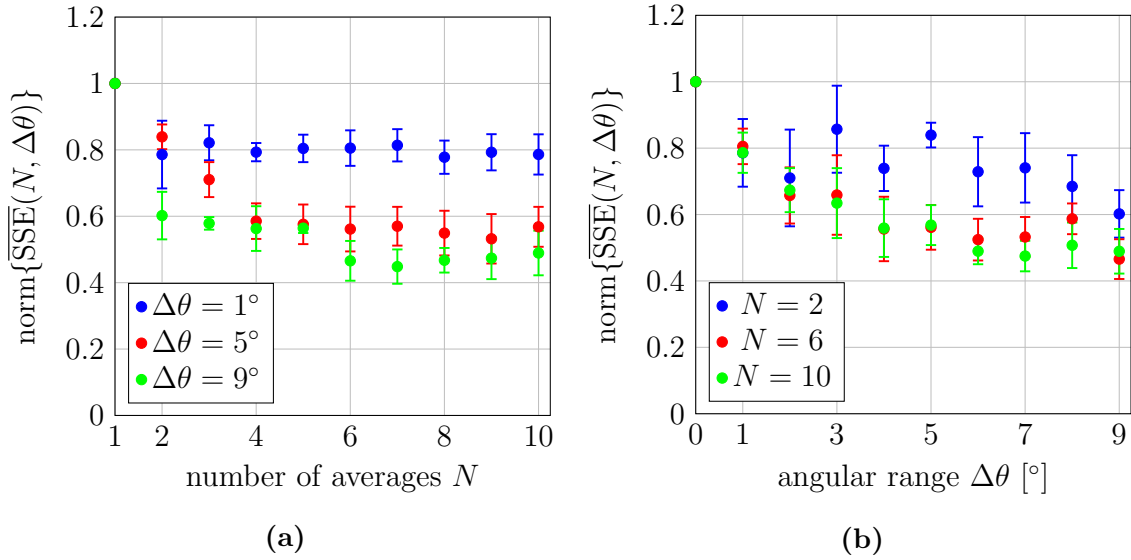 1.2
1
0.8
0.6
0.4
0.2
0
norm{S̅S̅E̅(N, Δθ)}
Δθ = 1°
Δθ = 5°
Δθ = 9°
1 2 4 6 8 10
number of averages N
(a)
1.2
1
0.8
0.6
0.4
0.2
0
norm{S̅S̅E̅(N, Δθ)}
N = 2
N = 6
N = 10
0 1 3 5 7 9
angular range Δθ [°]
(b)